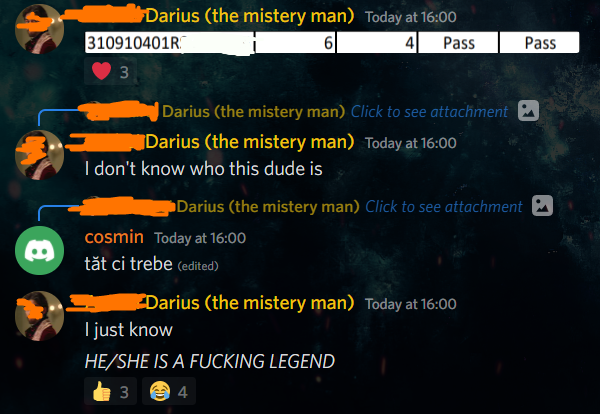 Darius (the mistery man) Today at 16:00
310910401R 6 4 Pass Pass
3
Darius (the mistery man) Click to see attachment
Darius (the mistery man) Today at 16:00
I don't know who this dude is
Darius (the mistery man) Click to see attachment
cosmin Today at 16:00
tăt ci trebe (edited)
Darius (the mistery man) Today at 16:00
I just know
HE/SHE IS A FUCKING LEGEND
👍 3 😂 4